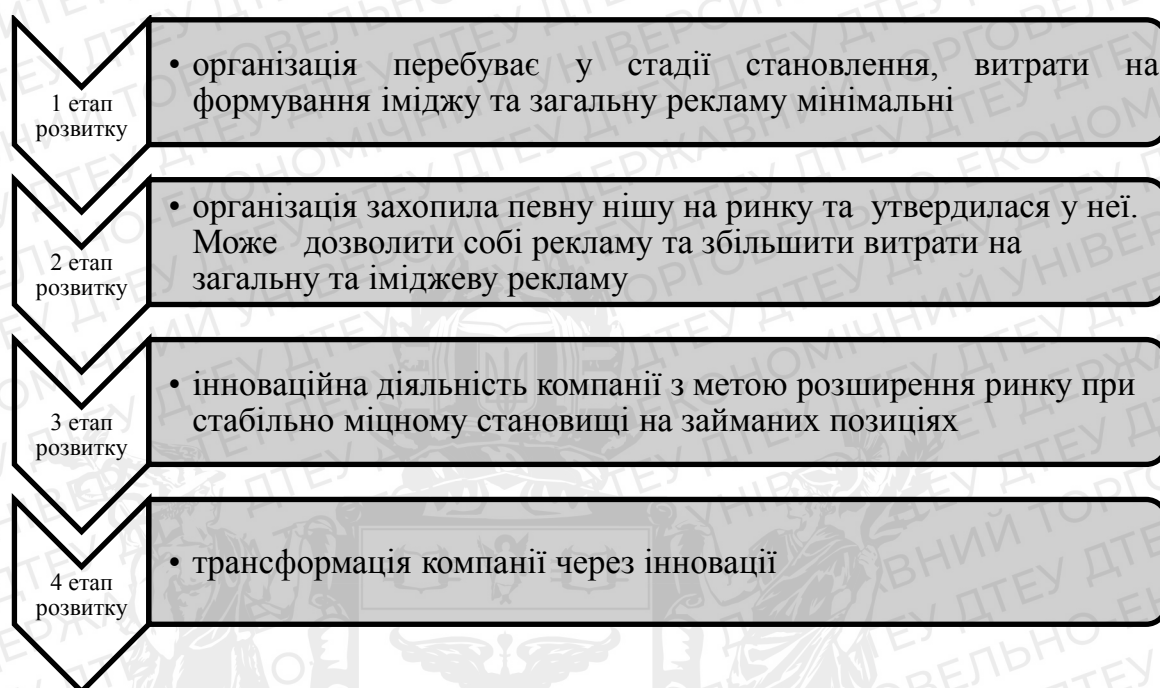 1 етап
розвитку
• організація перебуває у стадії становлення, витрати на
формування іміджу та загальну рекламу мінімальні
2 етап
розвитку
• організація захопила певну нішу на ринку та утвердилася у неї.
Може дозволити собі рекламу та збільшити витрати на
загальну та іміджеву рекламу
3 етап
розвитку
• інноваційна діяльність компанії з метою розширення ринку при
стабільно міцному становищі на займаних позиціях
4 етап
розвитку
• трансформація компанії через інновації